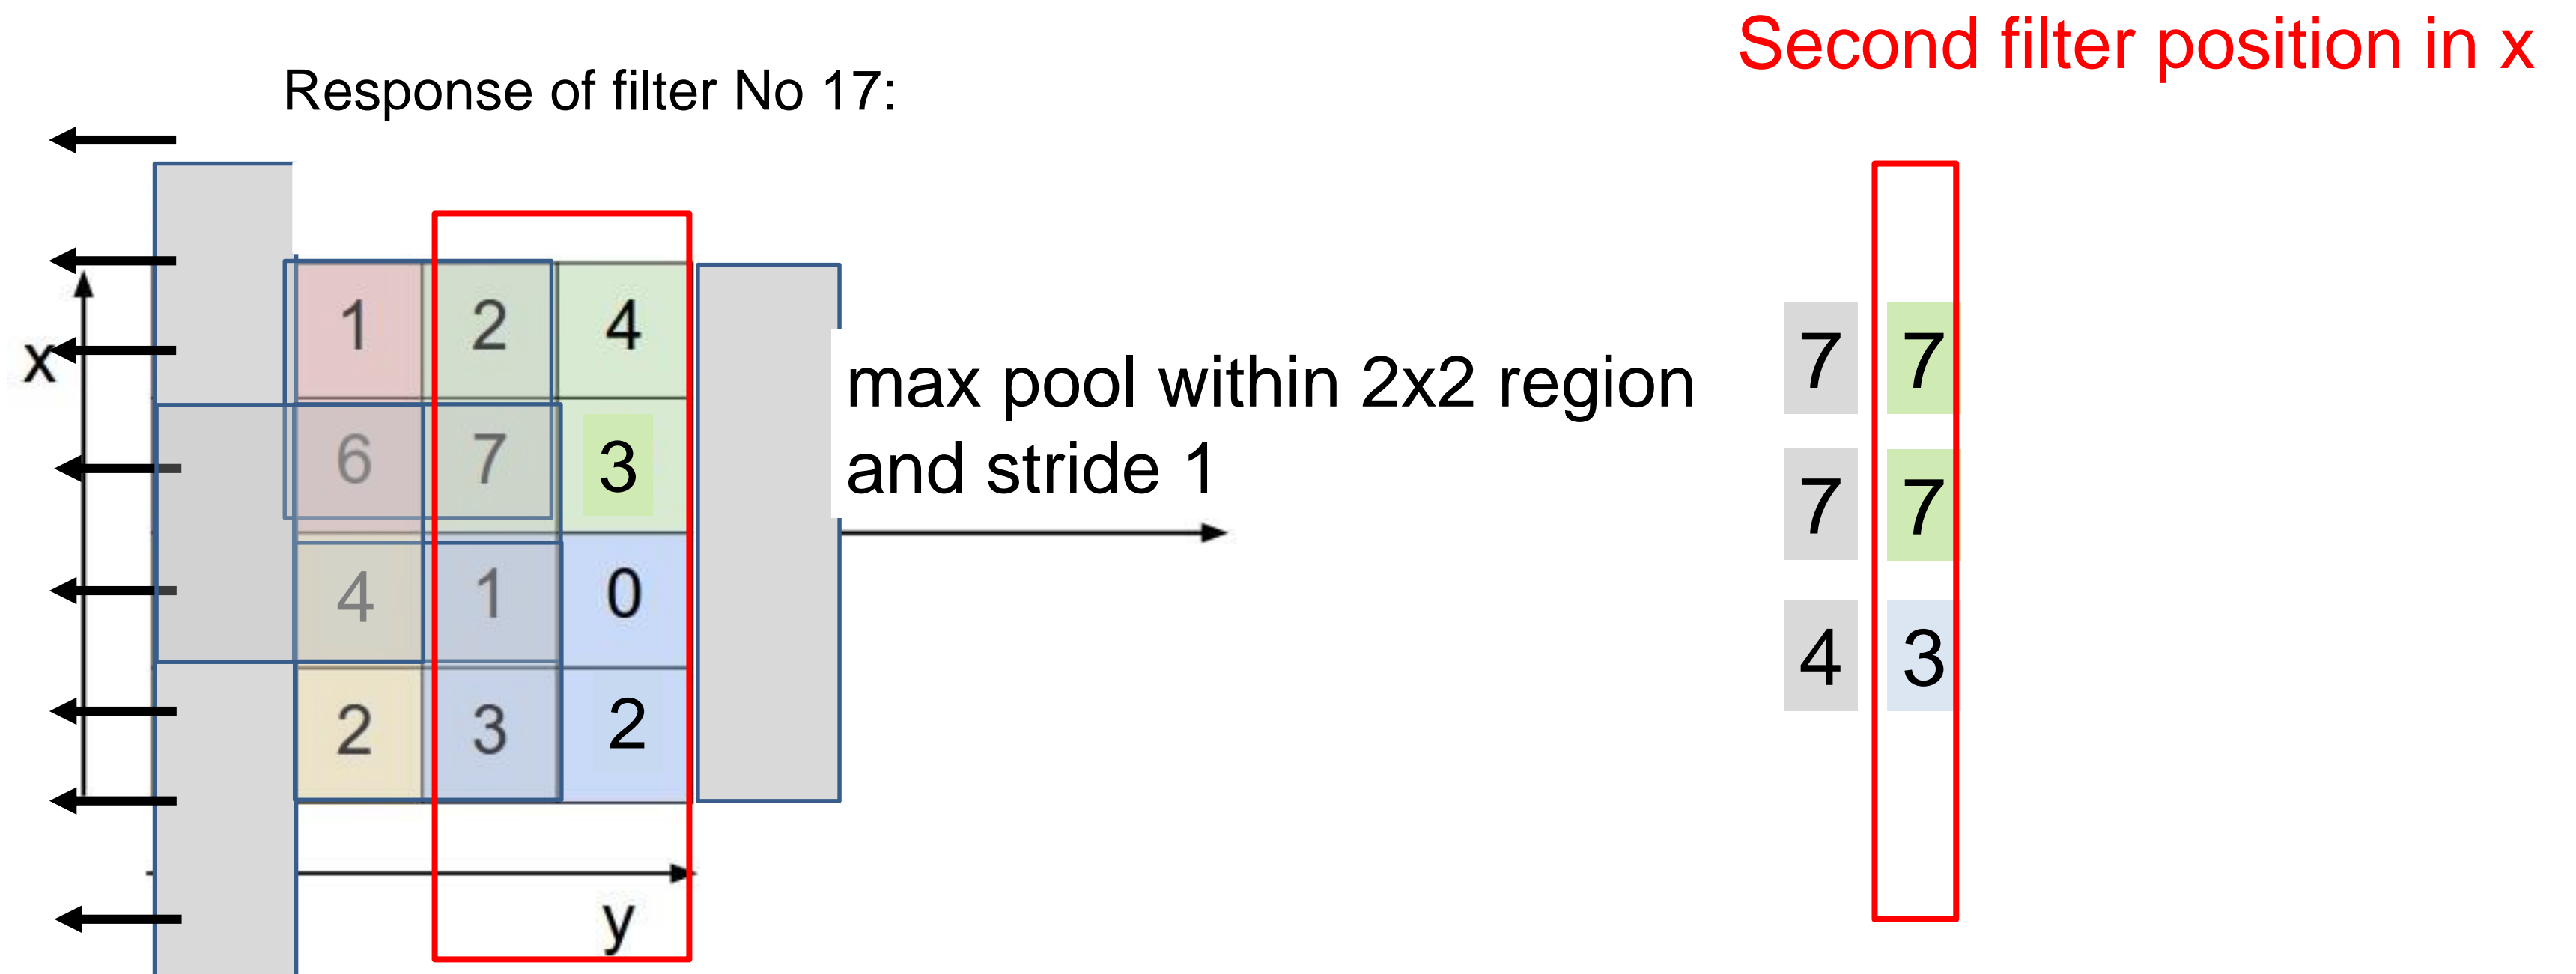 Second filter position in x
Response of filter No 17:
x
1 2 4
6 7 3
4 1 0
2 3 2
y
max pool within 2x2 region
and stride 1
7 7
7 7
4 3